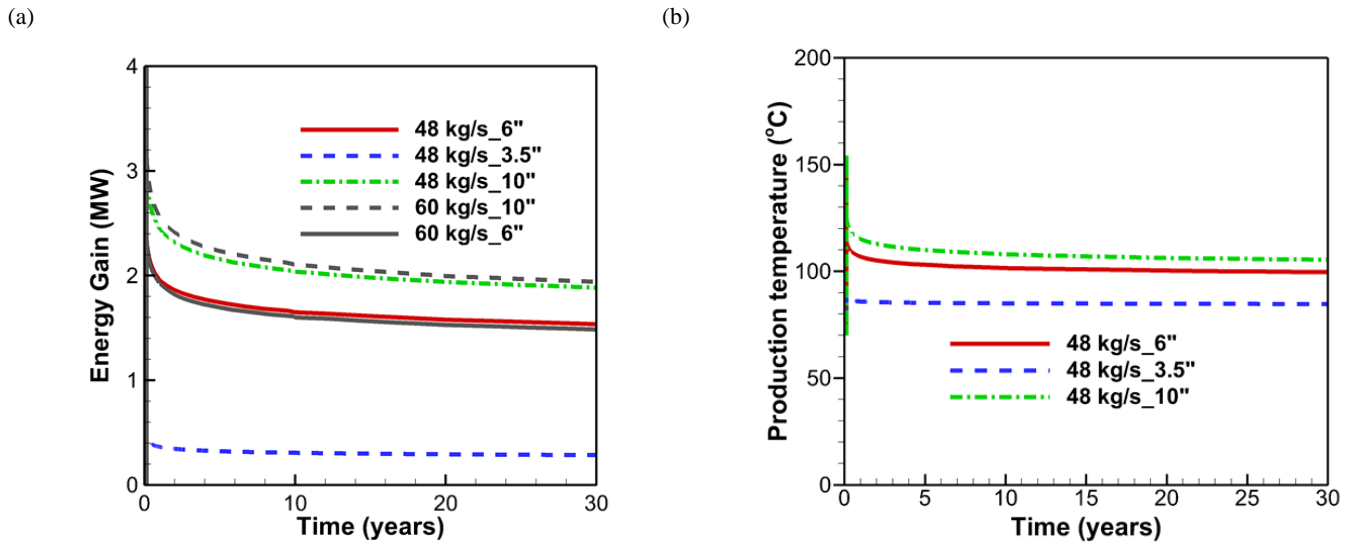 (a)
(b)
Energy Gain (MW)
4
3
2
1
0
0
10
20
30
Time (years)
48 kg/s_6"
48 kg/s_3.5"
48 kg/s_10"
60 kg/s_10"
60 kg/s_6"
Production temperature (°C)
200
150
100
50
0
0
5
10
15
20
25
30
Time (years)
48 kg/s_6"
48 kg/s_3.5"
48 kg/s_10"